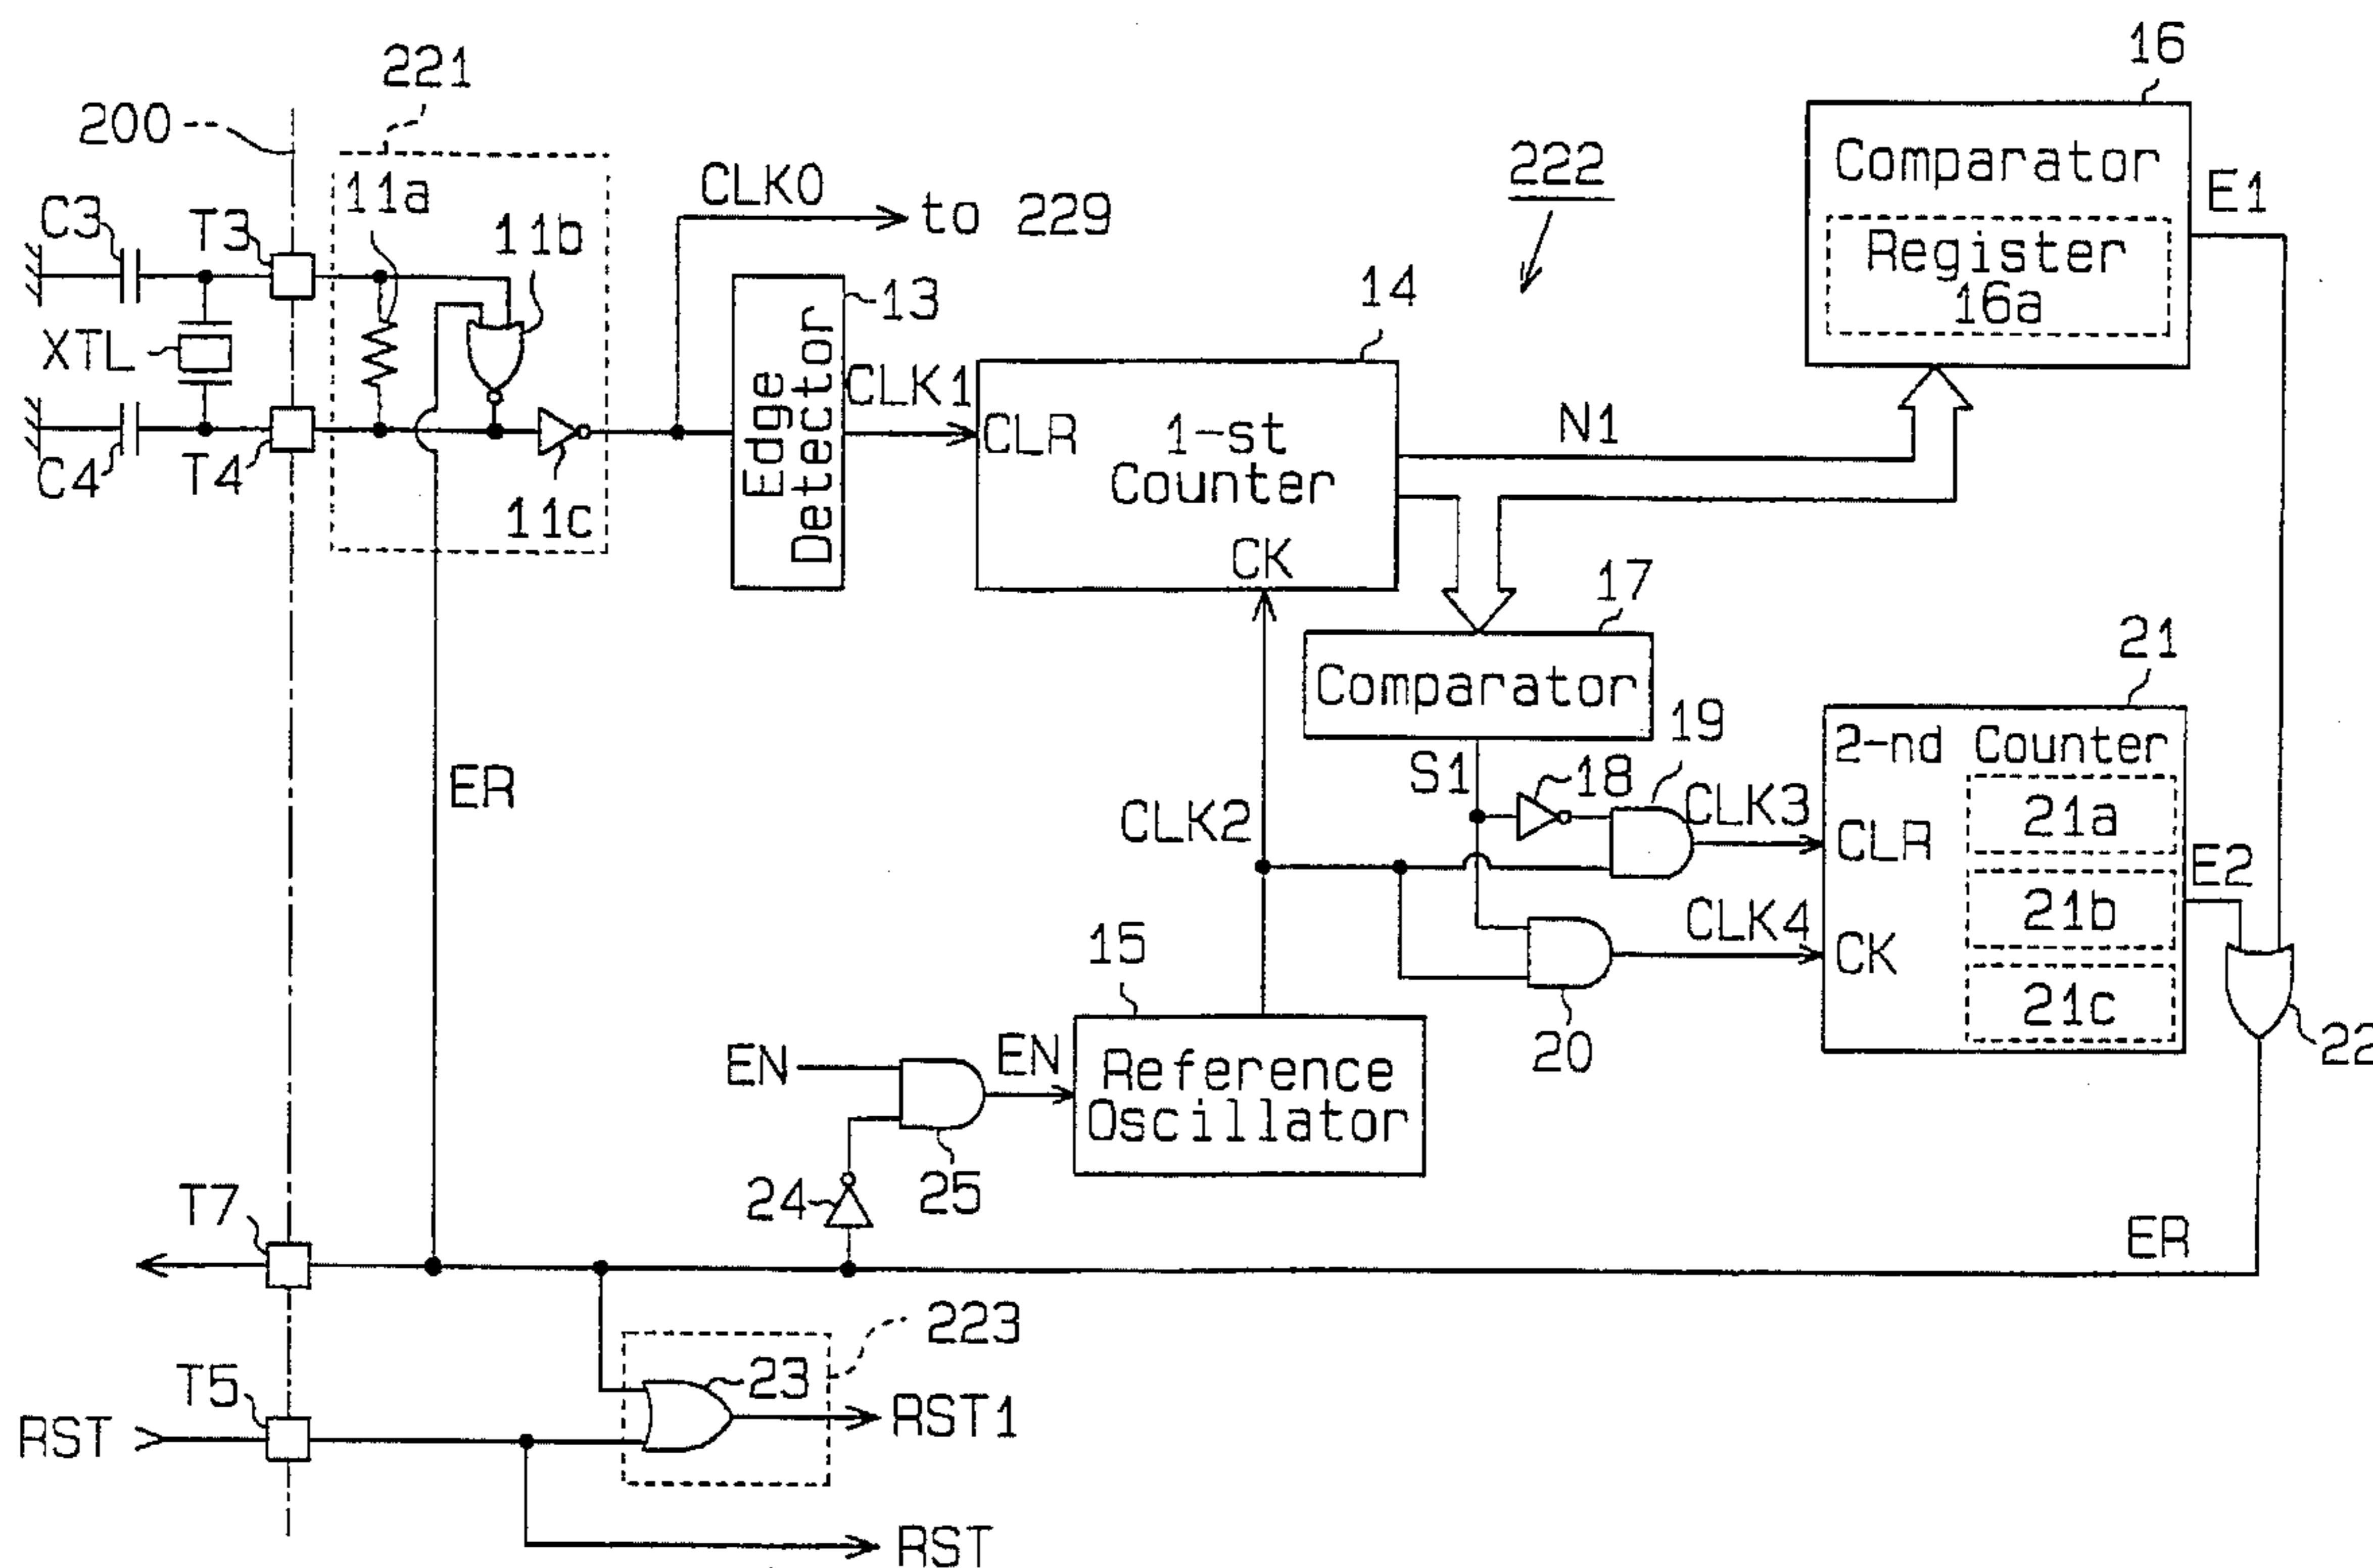 16
221
200
Comparator
222
CLK0
11a
E1
C3
T3
to 229
11b
Register
16a
13
14
XTL
Edge
Detector
CLK1
CLR
1-st
Counter
N1
C4
T4
11c
CK
17
21
Comparator
19
2-nd Counter
S1
18
ER
CLK3
21a
CLK2
CLR
E2
21b
CLK4
15
CK
21c
EN
EN
20
22
Reference
Oscillator
T7
24
25
ER
223
T5
23
RST
RST1
RST